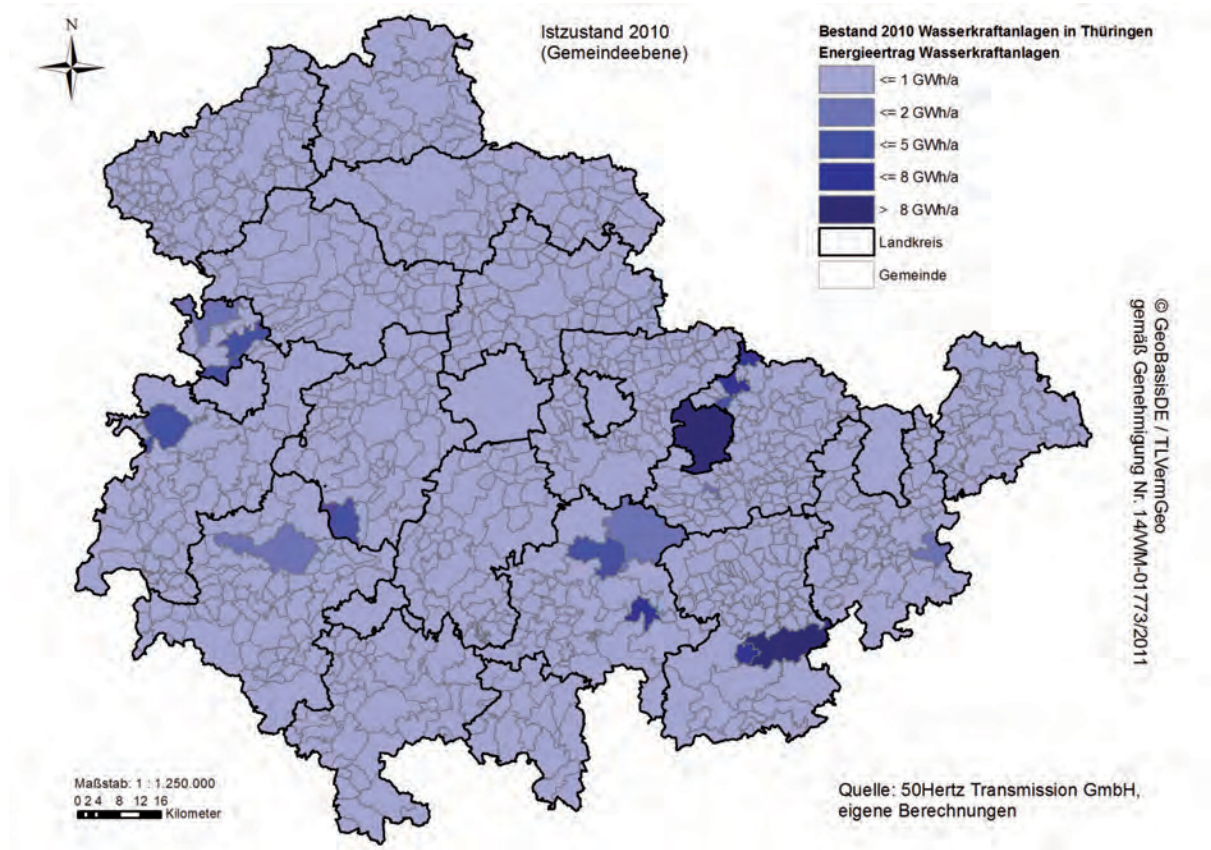 N
Istzustand 2010
(Gemeindeebene)
Bestand 2010 Wasserkraftanlagen in Thüringen
Energieertrag Wasserkraftanlagen
<= 1 GWh/a
<= 2 GWh/a
<= 5 GWh/a
<= 8 GWh/a
> 8 GWh/a
Landkreis
Gemeinde
© GeoBasisDE / TLVermGeo
gemäß Genehmigung Nr. 14/WM-01773/2011
Maßstab: 1 : 1.250.000
0 2 4 8 12 16
Kilometer
Quelle: 50Hertz Transmission GmbH,
eigene Berechnungen